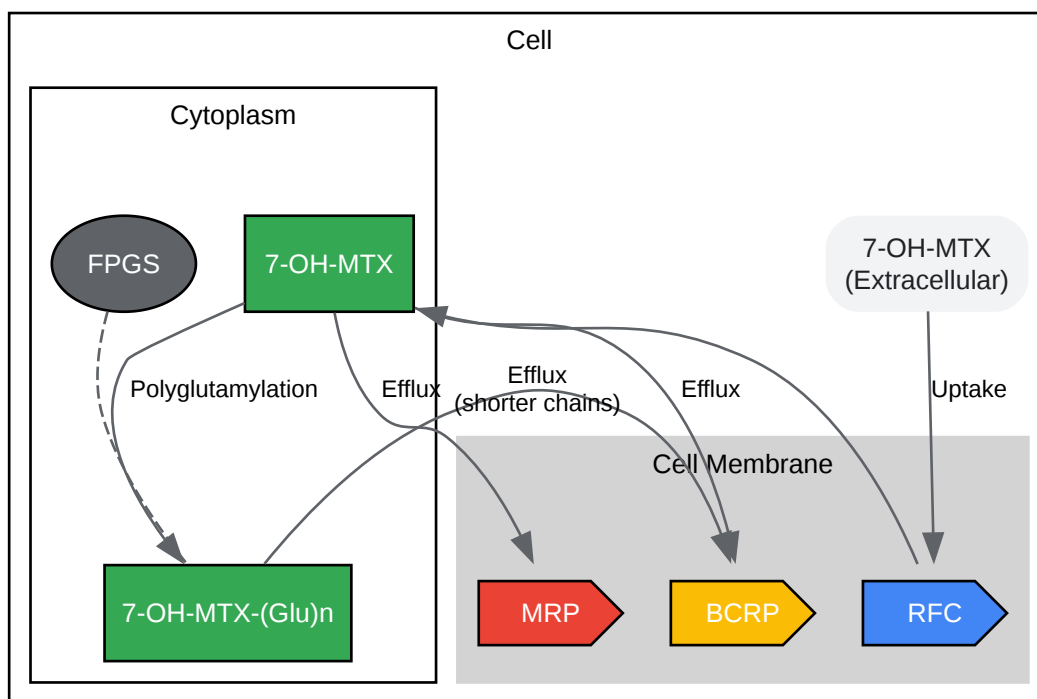 Cell
Cytoplasm
FPGS
7-OH-MTX
7-OH-MTX
(Extracellular)
Polyglutamylation
Efflux
Efflux
(shorter chains)
Efflux
Uptake
Cell Membrane
7-OH-MTX-(Glu)n
MRP
BCRP
RFC